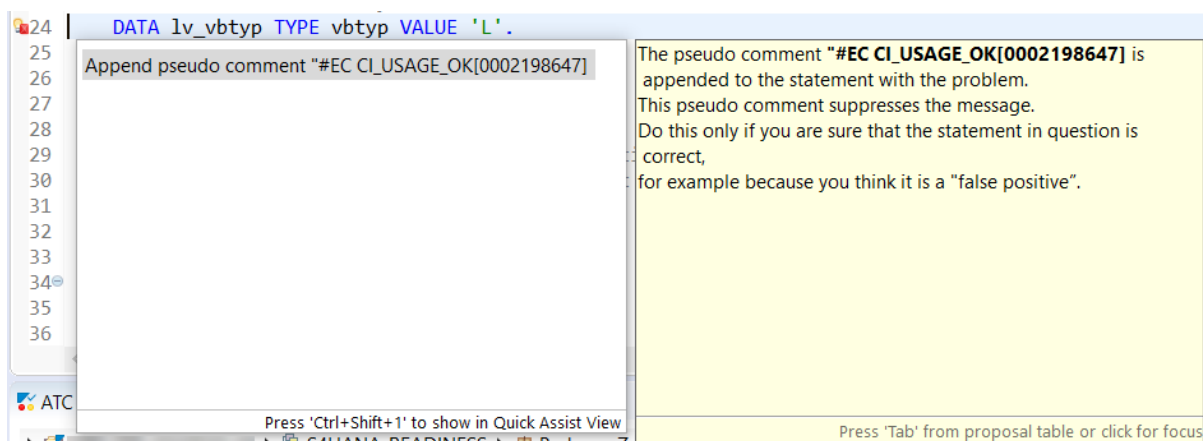 24 DATA lv_vbtyp TYPE vbtyp VALUE 'L'.
25
26
27
28
29
30
31
32
33
34
35
36
Append pseudo comment "#EC CI_USAGE_OK[0002198647]
Press 'Ctrl+Shift+1' to show in Quick Assist View
The pseudo comment "#EC CI_USAGE_OK[0002198647] is
appended to the statement with the problem.
This pseudo comment suppresses the message.
Do this only if you are sure that the statement in question is
correct,
for example because you think it is a "false positive".
Press 'Tab' from proposal table or click for focus
ATC